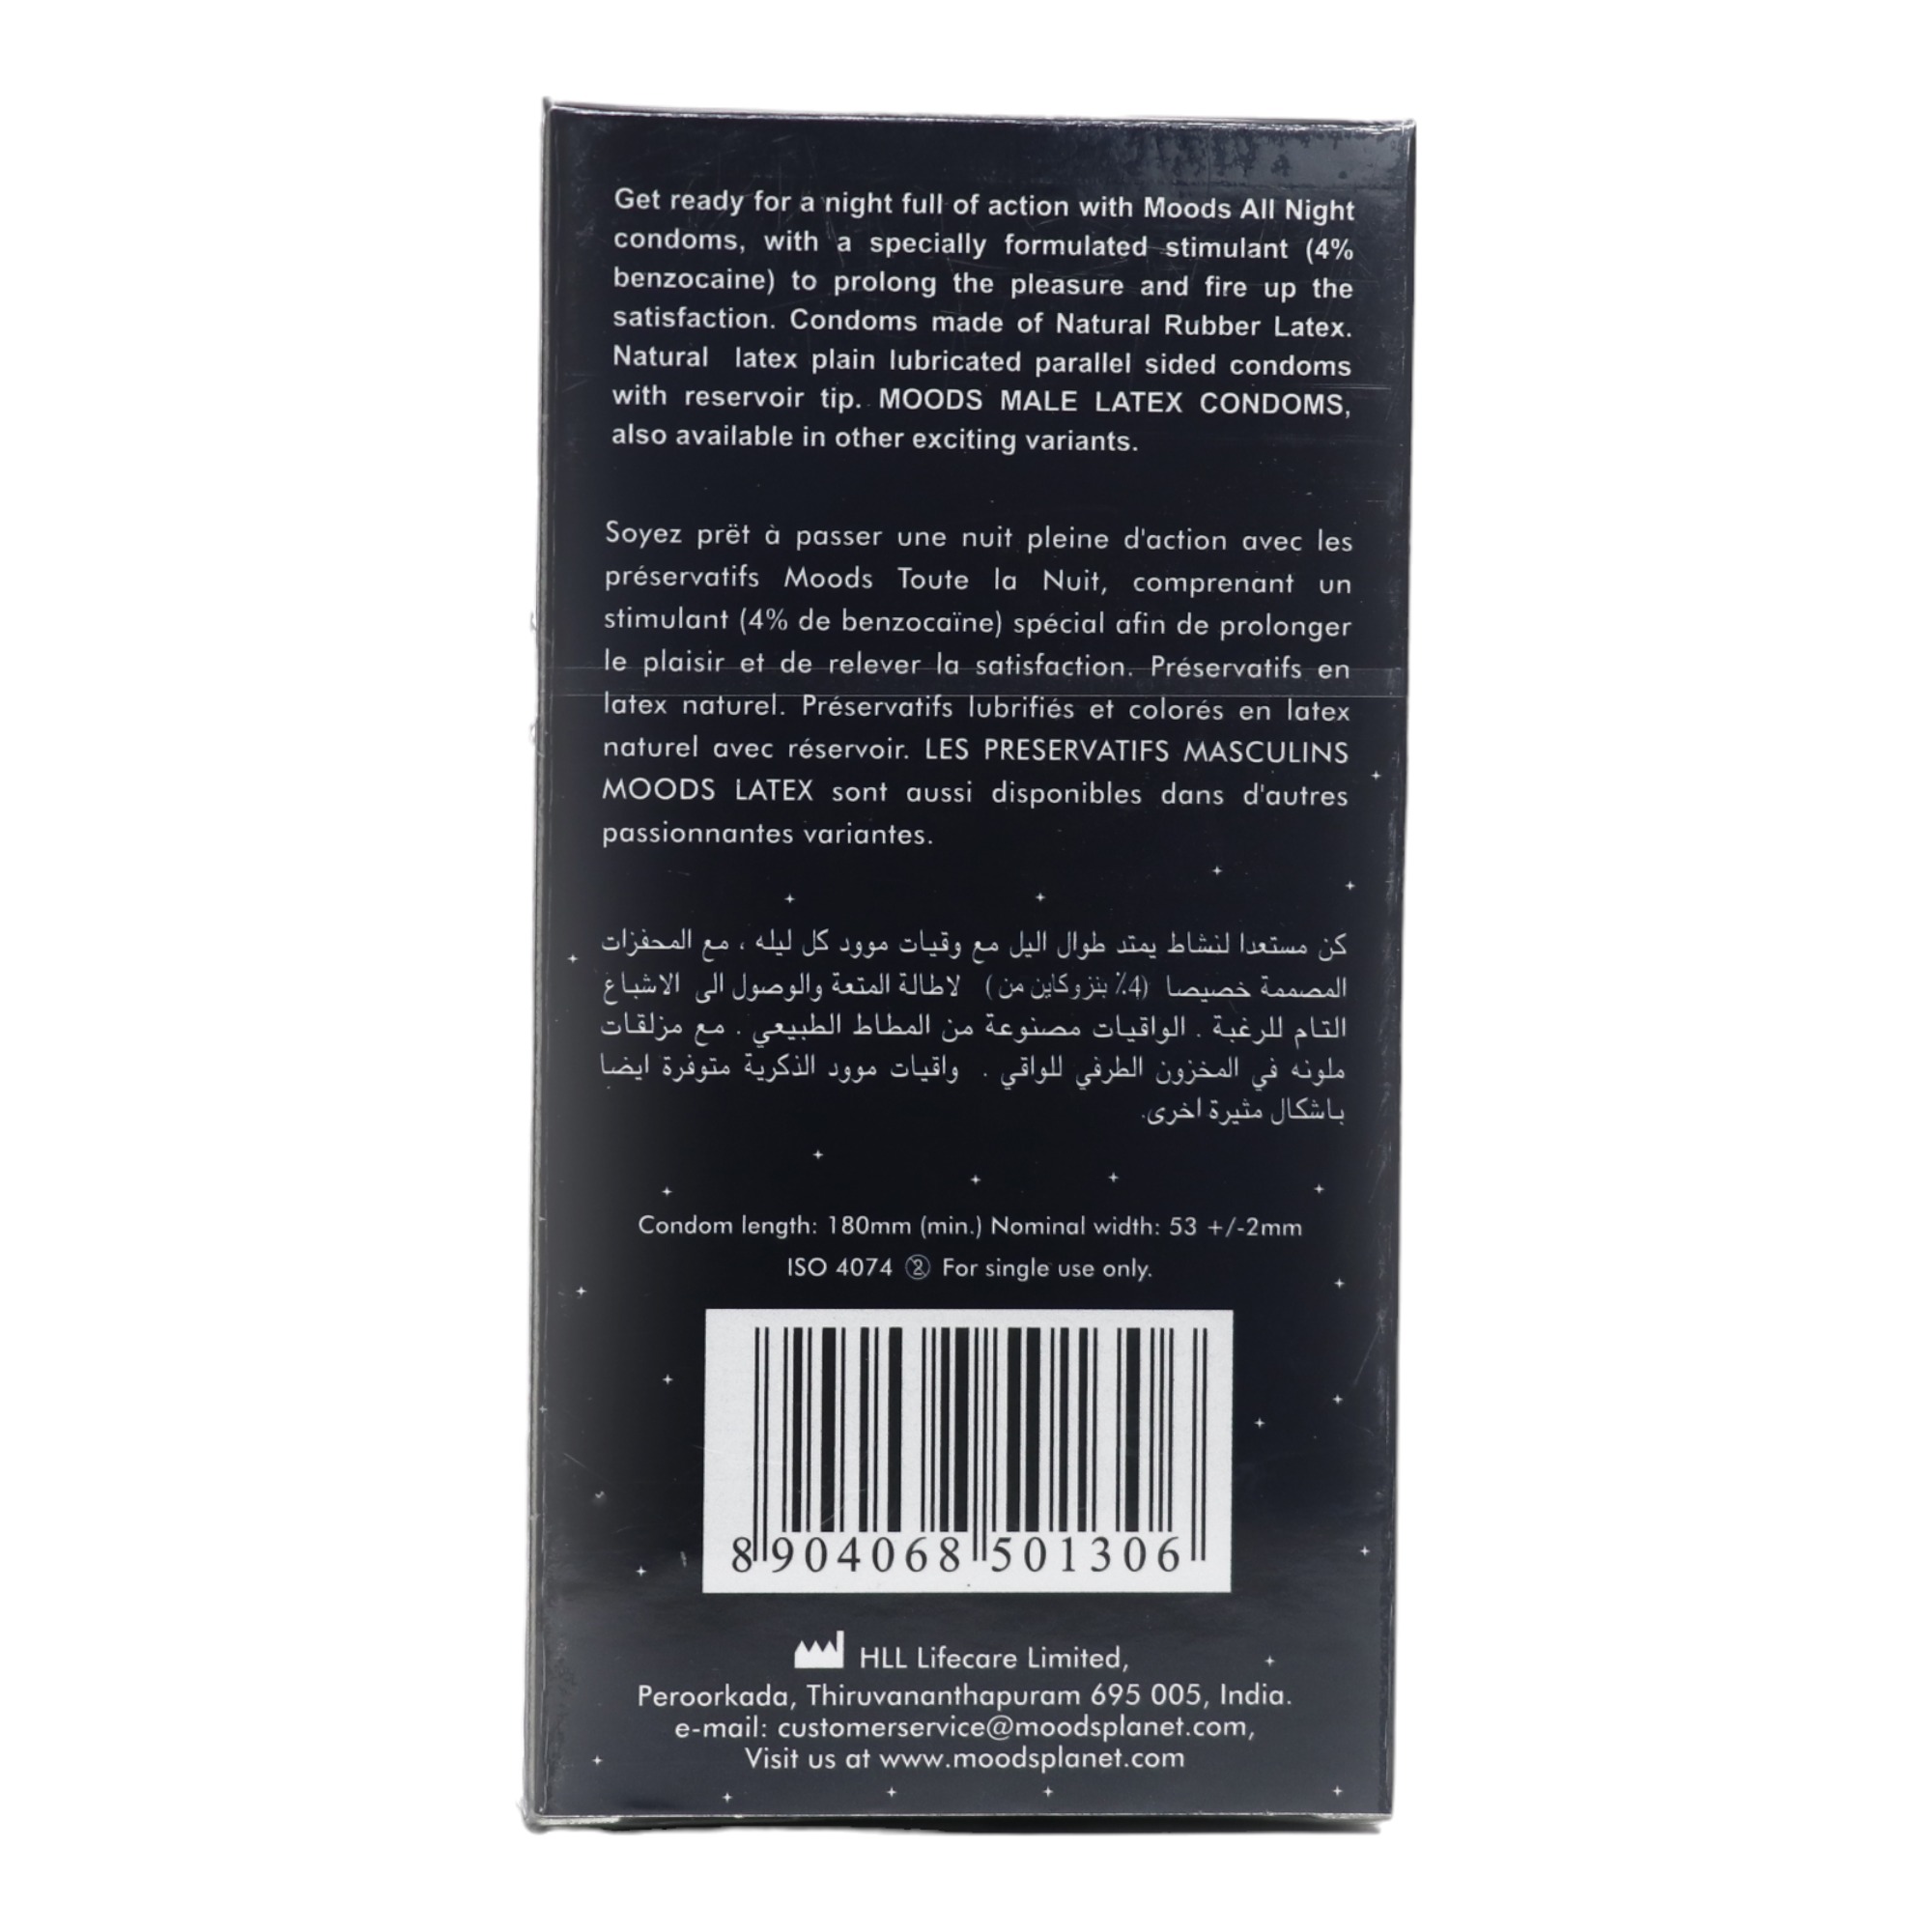 Get ready for a night full of action with Moods All Night
condoms, with a specially formulated stimulant (4%
benzocaine) to prolong the pleasure and fire up the
satisfaction. Condoms made of Natural Rubber Latex.
Natural latex plain lubricated parallel sided condoms
with reservoir tip. MOODS MALE LATEX CONDOMS,
also available in other exciting variants.
Soyez prët à passer une nuit pleine d'action avec les
préservatifs Moods Toute la Nuit, comprenant un
stimulant (4% de benzocaïne) spécial afin de prolonger
le plaisir et de relever la satisfaction. Préservatifs en
latex naturel. Préservatifs lubrifiés et colorés en latex
naturel avec réservoir. LES PRESERVATIFS MASCULINS
MOODS LATEX sont aussi disponibles dans d'autres
passionnantes variantes.
كن مستعدا لنشاط يمتد طوال اليل مع وقيات موود كل ليله ، مع المحفزات
المصممة خصيصا (4٪ بنزوكاين من ) لاطالة المتعة والوصول الى الاشباع
التام للرغبة . الواقيات مصنوعة من المطاط الطبيعي . مع مزلقات
ملونه في المخزون الطرفي للواقي . واقيات موود الذكرية متوفرة ايضا
باشكال مثيرة اخرى.
Condom length: 180mm (min.) Nominal width: 53 +/-2mm
ISO 4074 2 For single use only.
8904068501306
HLL Lifecare Limited,
Peroorkada, Thiruvananthapuram 695 005, India.
e-mail: customerservice@moodsplanet.com,
Visit us at www.moodsplanet.com